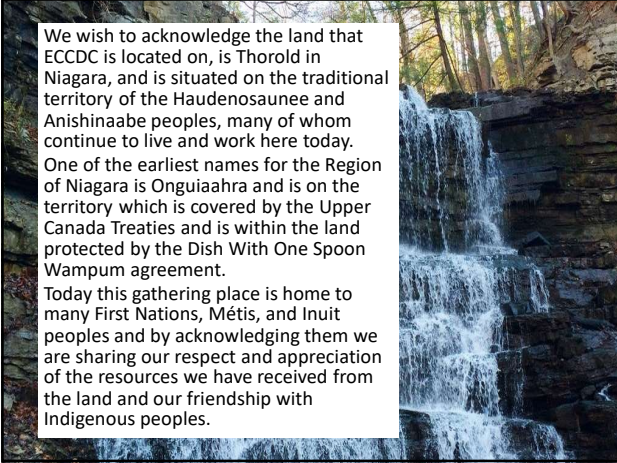 We wish to acknowledge the land that
ECCDC is located on, is Thorold in
Niagara, and is situated on the traditional
territory of the Haudenosaunee and
Anishinaabe peoples, many of whom
continue to live and work here today.
One of the earliest names for the Region
of Niagara is Onguiaahra and is on the
territory which is covered by the Upper
Canada Treaties and is within the land
protected by the Dish With One Spoon
Wampum agreement.
Today this gathering place is home to
many First Nations, Métis, and Inuit
peoples and by acknowledging them we
are sharing our respect and appreciation
of the resources we have received from
the land and our friendship with
Indigenous peoples.